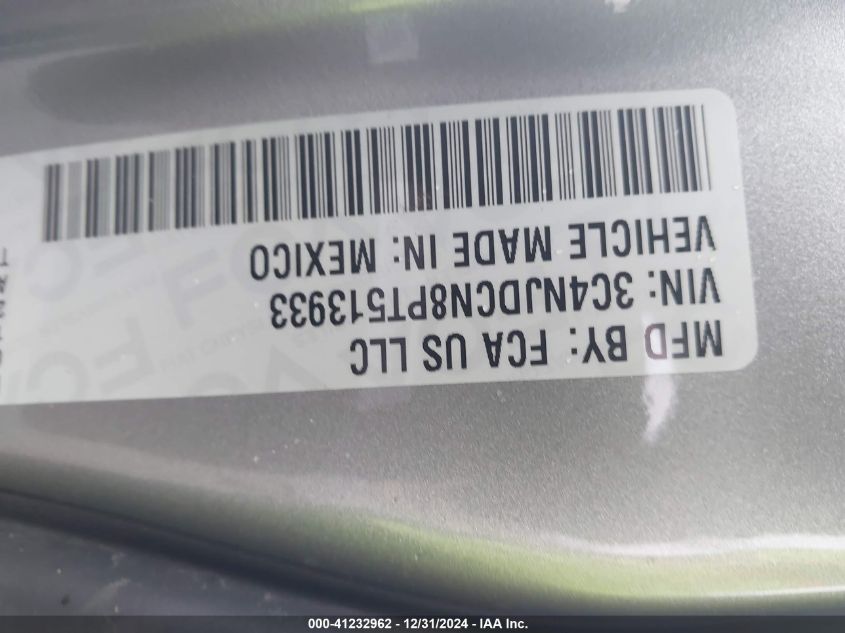 MFD BY: FCA US LLC
VIN: 3C4NJDCN8PT513933
VEHICLE MADE IN: MEXICO
000-41232962 - 12/31/2024 - IAA Inc.